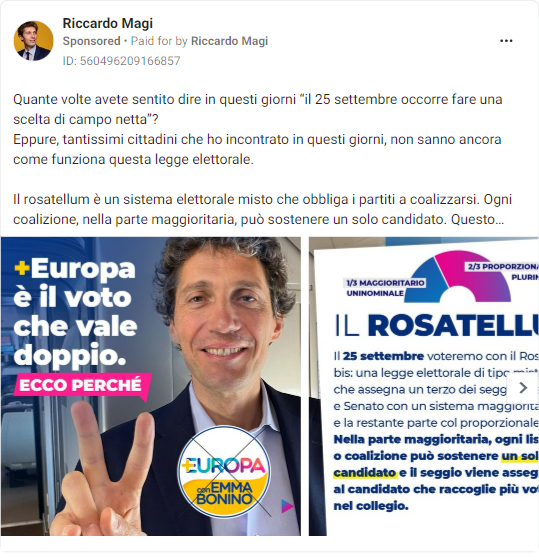 Riccardo Magi
Sponsored • Paid for by Riccardo Magi
ID: 560496209166857
Quante volte avete sentito dire in questi giorni “il 25 settembre occorre fare una
scelta di campo netta”?
Eppure, tantissimi cittadini che ho incontrato in questi giorni, non sanno ancora
come funziona questa legge elettorale.
Il rosatellum è un sistema elettorale misto che obbliga i partiti a coalizzarsi. Ogni
coalizione, nella parte maggioritaria, può sostenere un solo candidato. Questo...
+Europa
è il voto
che vale
doppio.
ECCO PERCHÉ
+EUROPA
con EMMA
BONINO
2/3 PROPORZIONA
PLURIN
1/3 MAGGIORITARIO
UNINOMINALE
IL ROSATELLU
Il 25 settembre voteremo con il Ros
bis: una legge elettorale di tipo mist
che assegna un terzo dei segg
e Senato con un sistema maggiorita
e la restante parte col proporzionale
Nella parte maggioritaria, ogni lis
o coalizione può sostenere un sol
candidato e il seggio viene asseg
al candidato che raccoglie più vo
nel collegio.